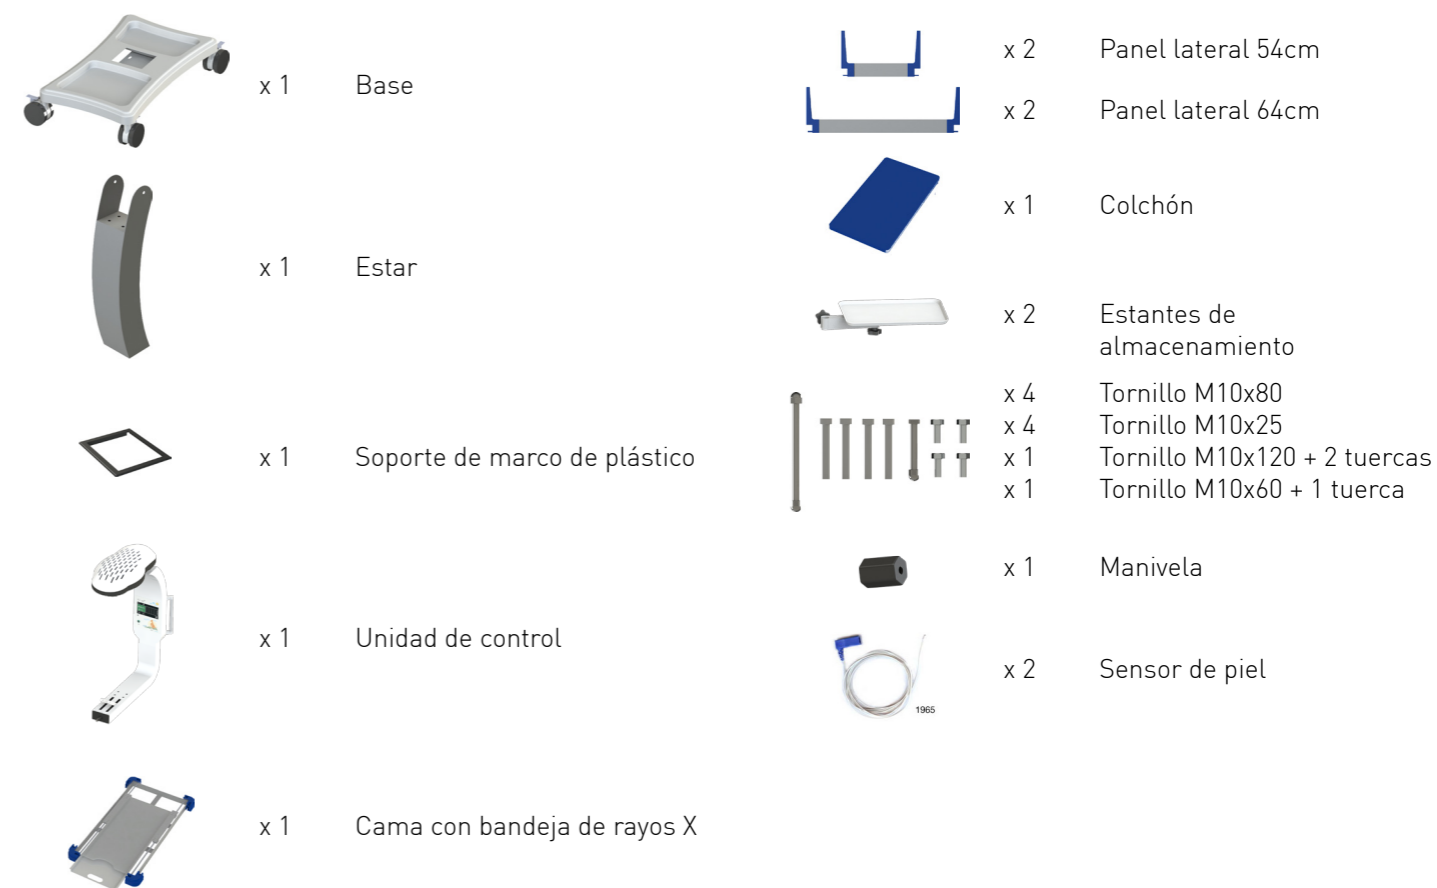 x 1 Base
x 1 Estar
x 1 Soporte de marco de plástico
x 1 Unidad de control
x 1 Cama con bandeja de rayos X
x 2 Panel lateral 54cm
x 2 Panel lateral 64cm
x 1 Colchón
x 2 Estantes de
almacenamiento
x 4 Tornillo M10x80
x 4 Tornillo M10x25
x 1 Tornillo M10x120 + 2 tuercas
x 1 Tornillo M10x60 + 1 tuerca
x 1 Manivela
x 2 Sensor de piel
1965